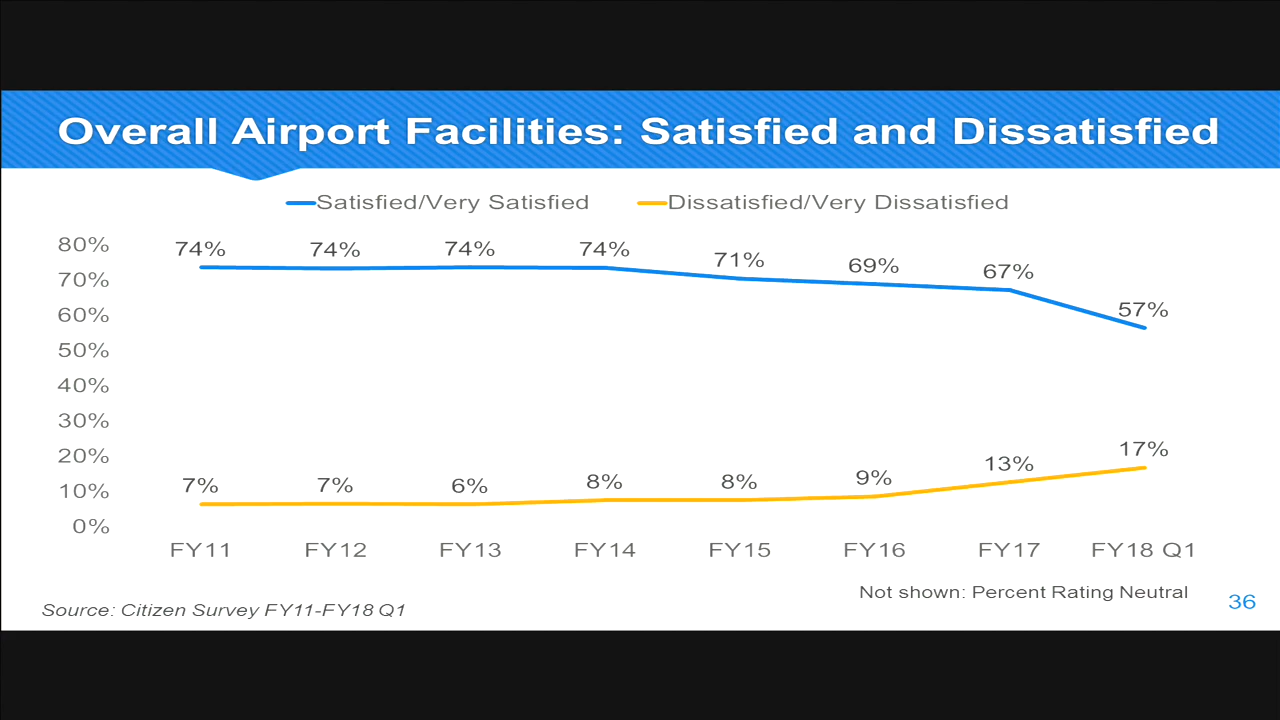 Overall Airport Facilities: Satisfied and Dissatisfied
Satisfied/Very Satisfied
Dissatisfied/Very Dissatisfied
80%
70%
60%
50%
40%
30%
20%
10%
0%
74%
74%
74%
74%
71%
69%
67%
57%
7%
7%
6%
8%
8%
9%
13%
17%
FY11
FY12
FY13
FY14
FY15
FY16
FY17
FY18 Q1
Not shown: Percent Rating Neutral
Source: Citizen Survey FY11-FY18 Q1
36